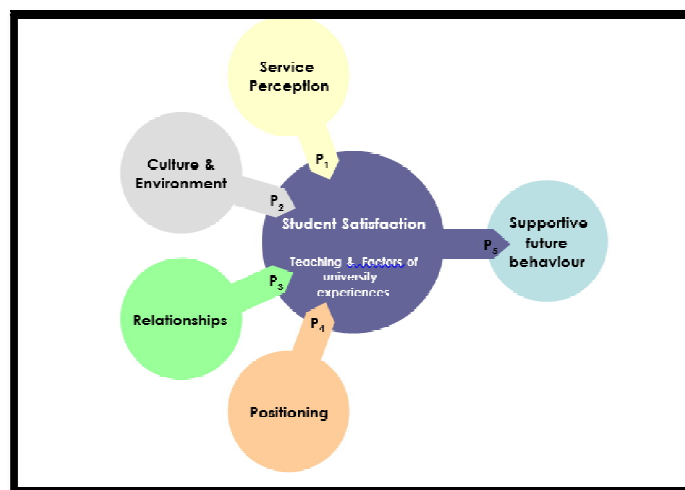 Service
Perception
P1
Culture &
Environment
P2
Student Satisfaction
Teaching & Factors of
university
experiences
P5
Supportive
future
behaviour
P3
Relationships
P4
Positioning